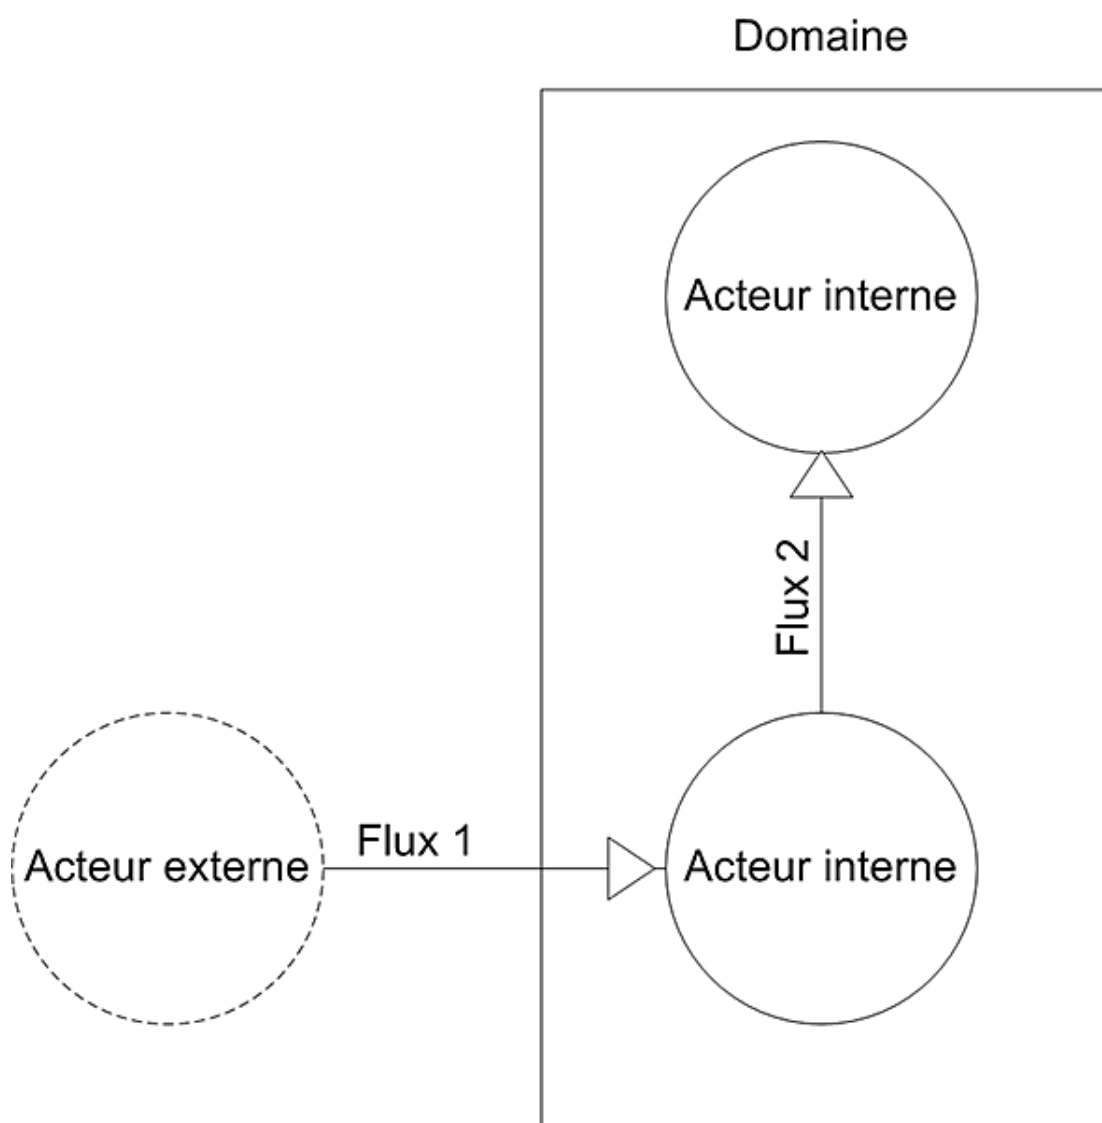 Domaine
Acteur interne
Flux 2
Flux 1
Acteur externe
Acteur interne